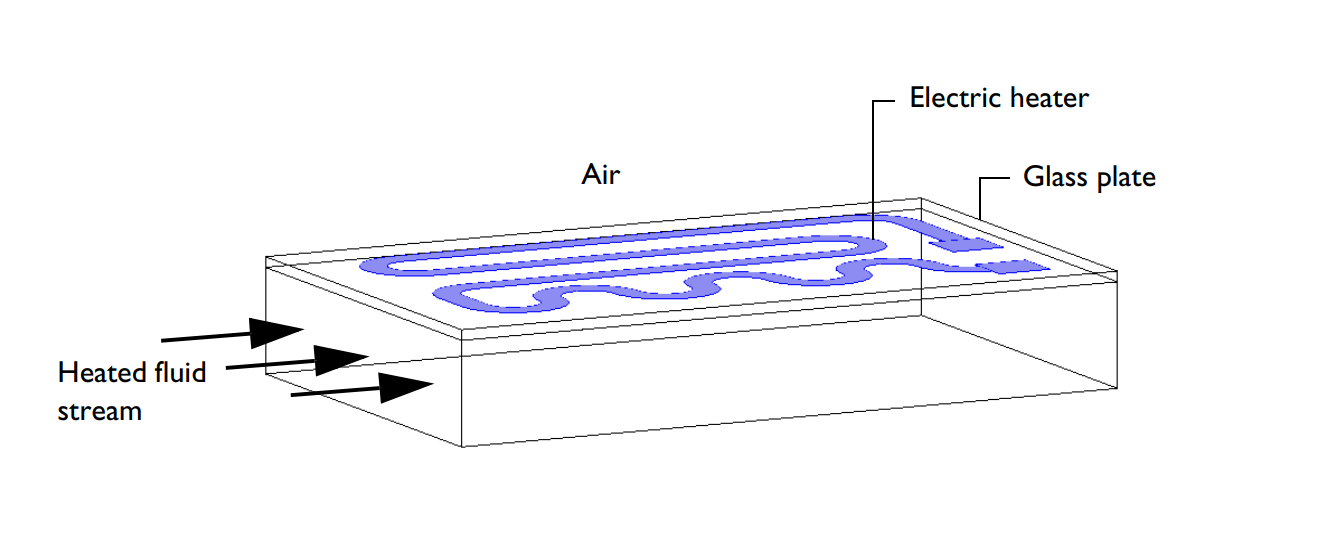 Electric heater
Air
Glass plate
Heated fluid
stream